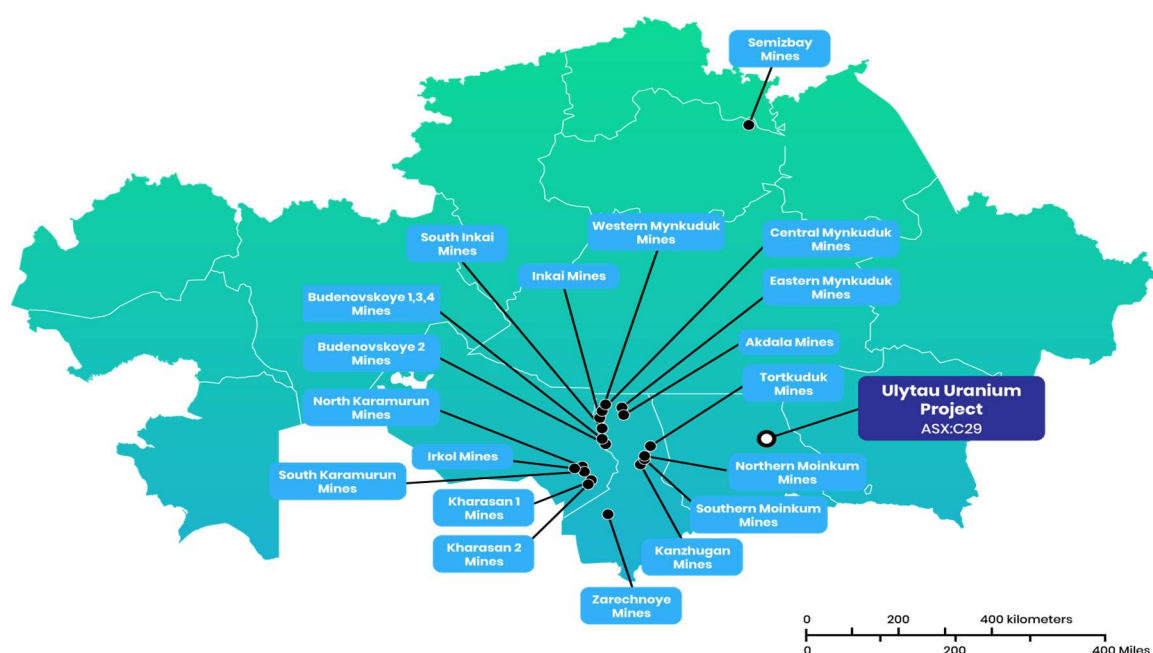 Semizbay
Mines
Western Mynkuduk
Mines
Central Mynkuduk
Mines
South Inkai
Mines
Inkai Mines
Eastern Mynkuduk
Mines
Budenovskoye 1,3,4
Mines
Akdala Mines
Budenovskoye 2
Mines
Tortkuduk
Mines
Ulytau Uranium
Project
ASX:C29
North Karamurun
Mines
Irkol Mines
Northern Moinkum
Mines
South Karamurun
Mines
Kharasan 1
Mines
Southern Moinkum
Mines
Kharasan 2
Mines
Kanzhugan
Mines
Zarechnoye
Mines
0 200 400 kilometers
0 200 400 Miles